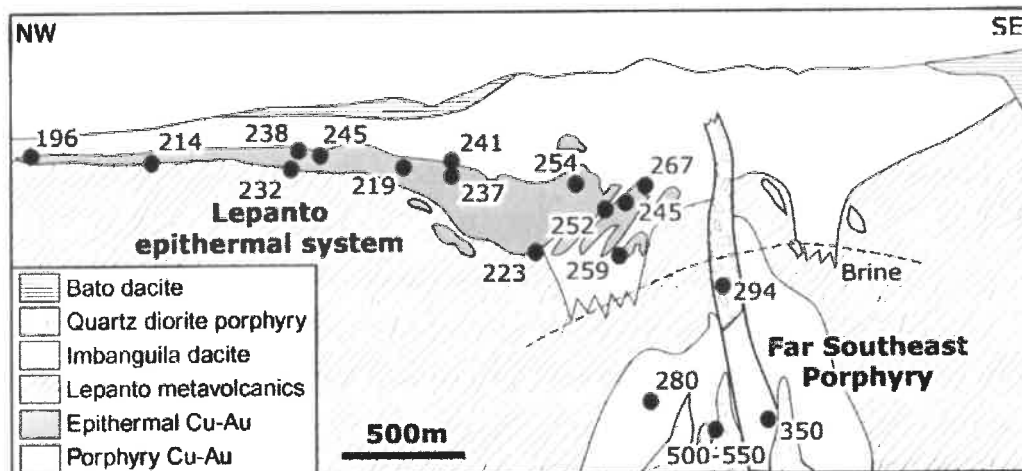 NW
SE
196
214
238
245
241
232
219
237
254
267
252
245
223
259
Lepanto
epithermal system
Brine
294
Far Southeast
Porphyry
280
500-550
350
Bato dacite
Quartz diorite porphyry
Imbanguila dacite
Lepanto metavolcanics
Epithermal Cu-Au
Porphyry Cu-Au
500m